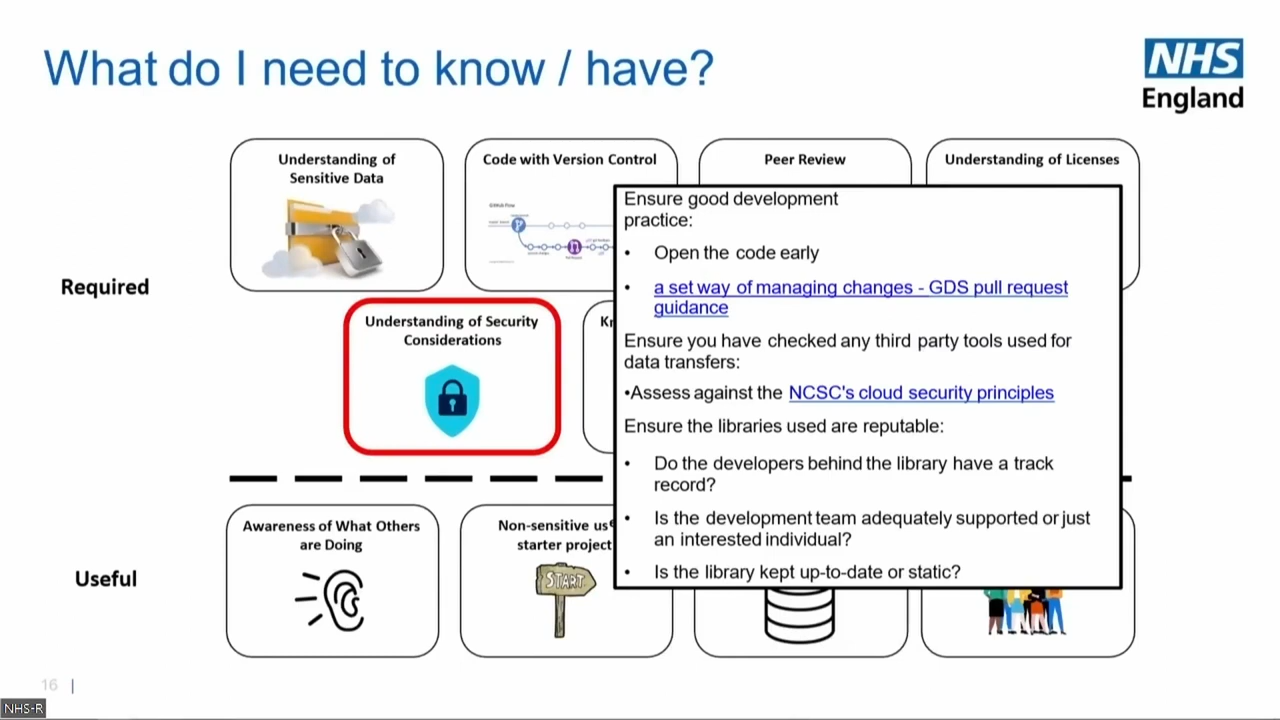 What do I need to know / have?
NHS
England
Understanding of
Sensitive Data
Code with Version Control
Peer Review
Understanding of Licenses
Required
Understanding of Security
Considerations
Ensure good development
practice:
• Open the code early
• a set way of managing changes - GDS pull request
guidance
Ensure you have checked any third party tools used for
data transfers:
•Assess against the NCSC's cloud security principles
Ensure the libraries used are reputable:
• Do the developers behind the library have a track
record?
• Is the development team adequately supported or just
an interested individual?
• Is the library kept up-to-date or static?
Useful
Awareness of What Others
are Doing
Non-sensitive
starter project
START
16 |
NHS-R